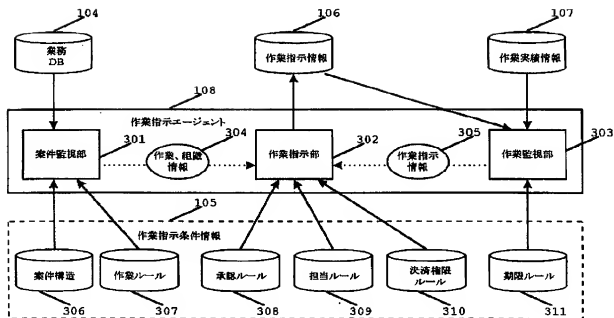 104
106
107
業務
DB
作業指示情報
作業実績情報
108
作業指示エージェント
301
304
302
305
303
案件監視部
作業、組織
情報
作業指示部
作業指示
情報
作業監視部
105
作業指示条件情報
案件構造
作業ルール
承認ルール
担当ルール
決済権限
ルール
期限ルール
306
307
308
309
310
311